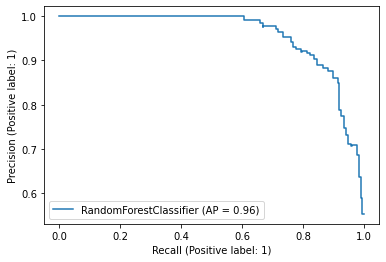 1.0
0.9
0.8
0.7
0.6
Precision (Positive label: 1)
RandomForestClassifier (AP = 0.96)
0.0 0.2 0.4 0.6 0.8 1.0
Recall (Positive label: 1)